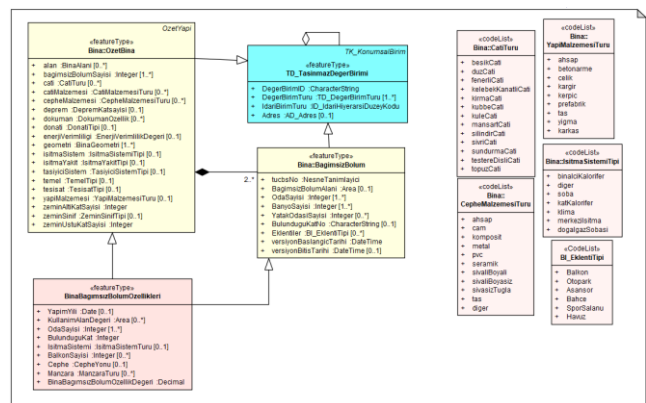 OzetYapi
«featureType»
Bina::OzetBina
+ alan :BinaAlani [0..*]
+ bagimsizBolumSayisi :Integer [1..*]
+ cati :CatiTuru [0..*]
+ catiMalzemesi :CatiMalzemesiTuru [0..*]
+ cepheMalzemesi :CepheMalzemesiTuru [0..*]
+ deprem :DepremKatsayisi [0..1]
+ dokuman :DokumanOzellik [0..*]
+ donati :DonatiTipi [0..1]
+ enerjiVerimliligi :EnerjiVerimlilikDegeri [0..1]
+ geometri :BinaGeometri [1..*]
+ isitmaSistem :IsitmaSistemiTipi [0..*]
+ isitmaYakit :IsitmaYakitTipi [0..*]
+ tasiyiciSistem :TasiyiciSistemTipi [0..*]
+ temel :TemelTipi [0..1]
+ tesisat :TesisatTipi [0..1]
+ yapiMalzemesi :YapiMalzemesiTuru [0..*]
+ zeminAltiKatSayisi :Integer
+ zeminSinif :ZeminSinifTipi [0..1]
+ zeminUstuKatSayisi :Integer
TK_KonumsalBirim
«featureType»
TD_TasinmazDegerBirimi
+ DegerBirimID :CharacterString
+ DegerBirimTuru :TD_DegerBirimTuru [1..*]
+ IdariBirimTuru :ID_IdariHiyerarsiDuzeyKodu
+ Adres :AD_Adres [0..1]
2..*
«featureType»
Bina::BagimsizBolum
+ tucbsNo :NesneTanimlayici
+ BagimsizBolumAlani :Area [0..1]
+ OdaSayisi :Integer [1..*]
+ BanyoSayisi :Integer [1..*]
+ YatakOdasiSayisi :Integer [0..*]
+ BulunduguKatNo :CharacterString [0..1]
+ Eklentiler :BI_EklentiTipi [0..*]
+ versiyonBaslangicTarihi :DateTime
+ versiyonBitisTarihi :DateTime [0..1]
«featureType»
BinaBagımsızBolumOzellikleri
+ YapimYili :Date [0..1]
+ KullanimAlanDegeri :Area [0..*]
+ OdaSayisi :Integer [1..*]
+ BulunduguKat :Integer
+ IsitmaSistemi :IsitmaSistemTuru [0..1]
+ BalkonSayisi :Integer [0..*]
+ Cephe :CepheYonu [0..1]
+ Manzara :ManzaraTuru [0..*]
+ BinaBagimsizBolumOzellikDegeri :Decimal
«codeList»
Bina::CatiTuru
+ besikCati
+ duzCati
+ fenerliCati
+ kelebekKanatliCati
+ kirmaCati
+ kubbeCati
+ kuleCati
+ mansartCati
+ silindirCati
+ sivriCati
+ sundurmaCati
+ testereDisliCati
+ topuzCati
«codeList»
Bina::
CepheMalzemesiTuru
+ ahsap
+ cam
+ kompozit
+ metal
+ pvc
+ seramik
+ sivaliBoyali
+ sivaliBoyasiz
+ sivasizTugla
+ tas
+ diger
«codeList»
Bina::
YapiMalzemesiTuru
+ ahsap
+ betonarme
+ celik
+ kargir
+ kerpic
+ prefabrik
+ tas
+ yigma
+ karkas
«codeList»
Bina::IsitmaSistemiTipi
+ binaIciKalorifer
+ diger
+ soba
+ katKalorifer
+ klima
+ merkeziIsitma
+ dogalgazSobasi
«CodeList»
BI_EklentiTipi
+ Balkon
+ Otopark
+ Asansor
+ Bahce
+ SporSalanu
+ Havuz